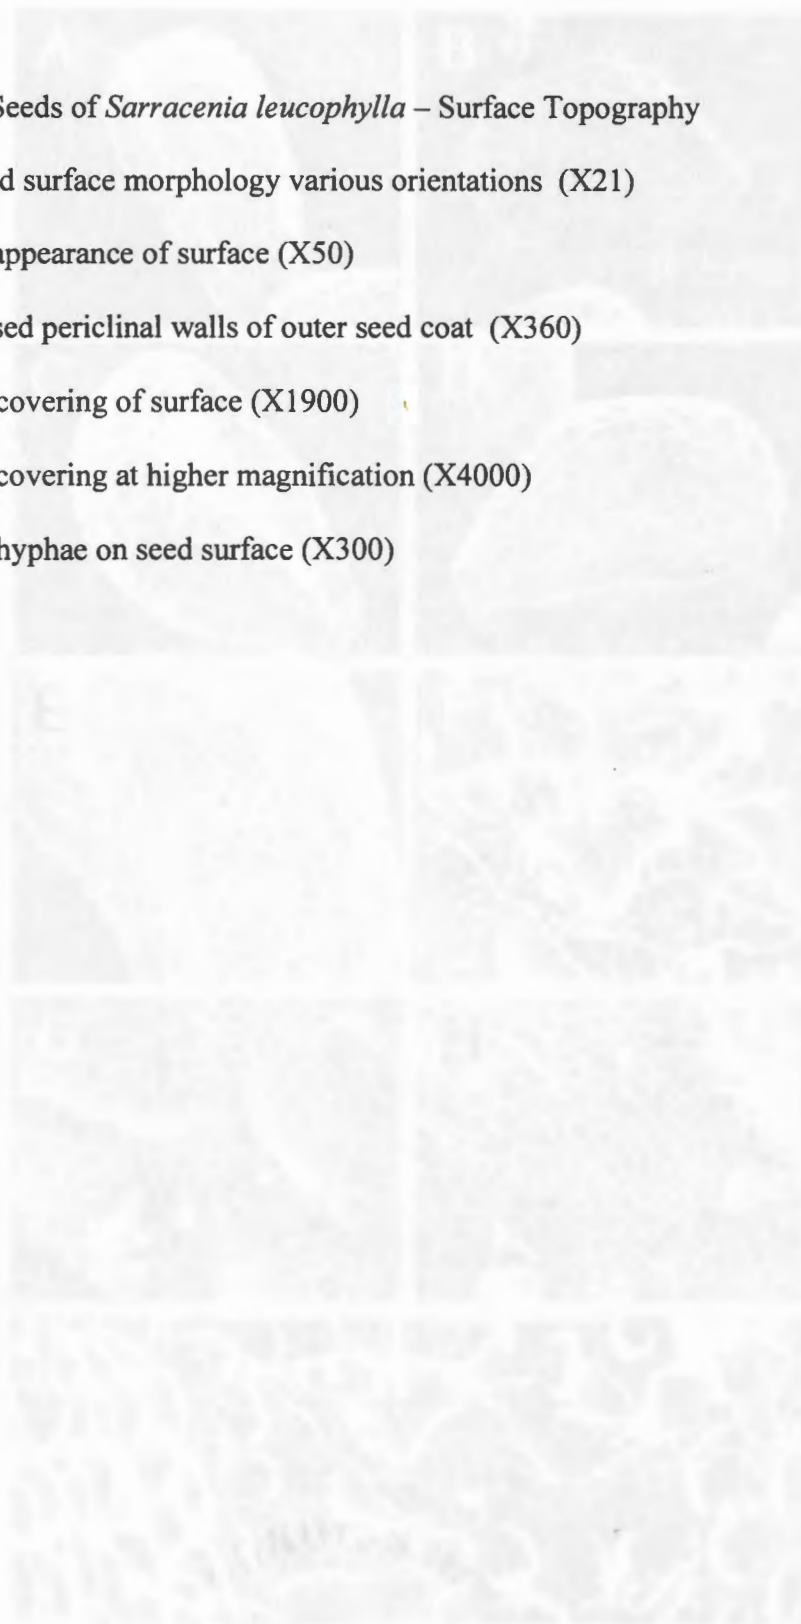 Seeds of Sarracenia leucophylla – Surface Topography
d surface morphology various orientations (X21)
appearance of surface (X50)
sed periclinal walls of outer seed coat (X360)
covering of surface (X1900)
covering at higher magnification (X4000)
hyphae on seed surface (X300)